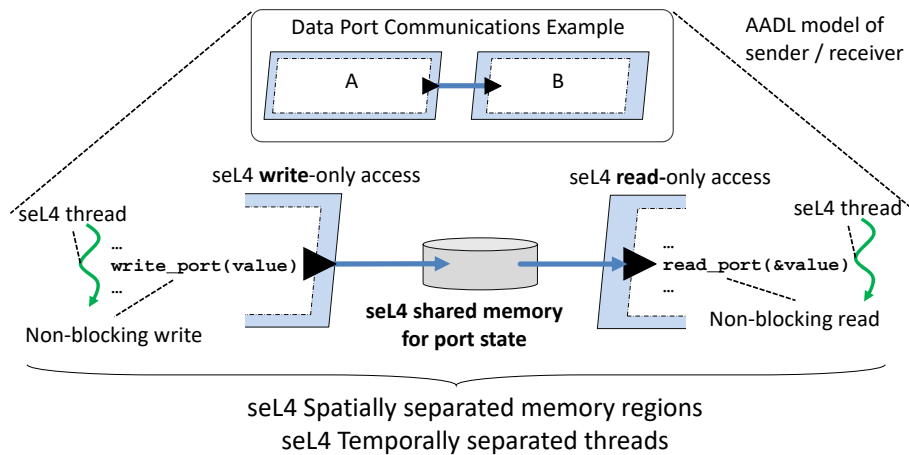 Data Port Communications Example
AADL model of
sender / receiver
A
B
seL4 write-only access
seL4 read-only access
seL4 thread
seL4 thread
...
write_port(value)
...
...
read_port(&value)
...
Non-blocking write
seL4 shared memory
for port state
Non-blocking read
seL4 Spatially separated memory regions
seL4 Temporally separated threads